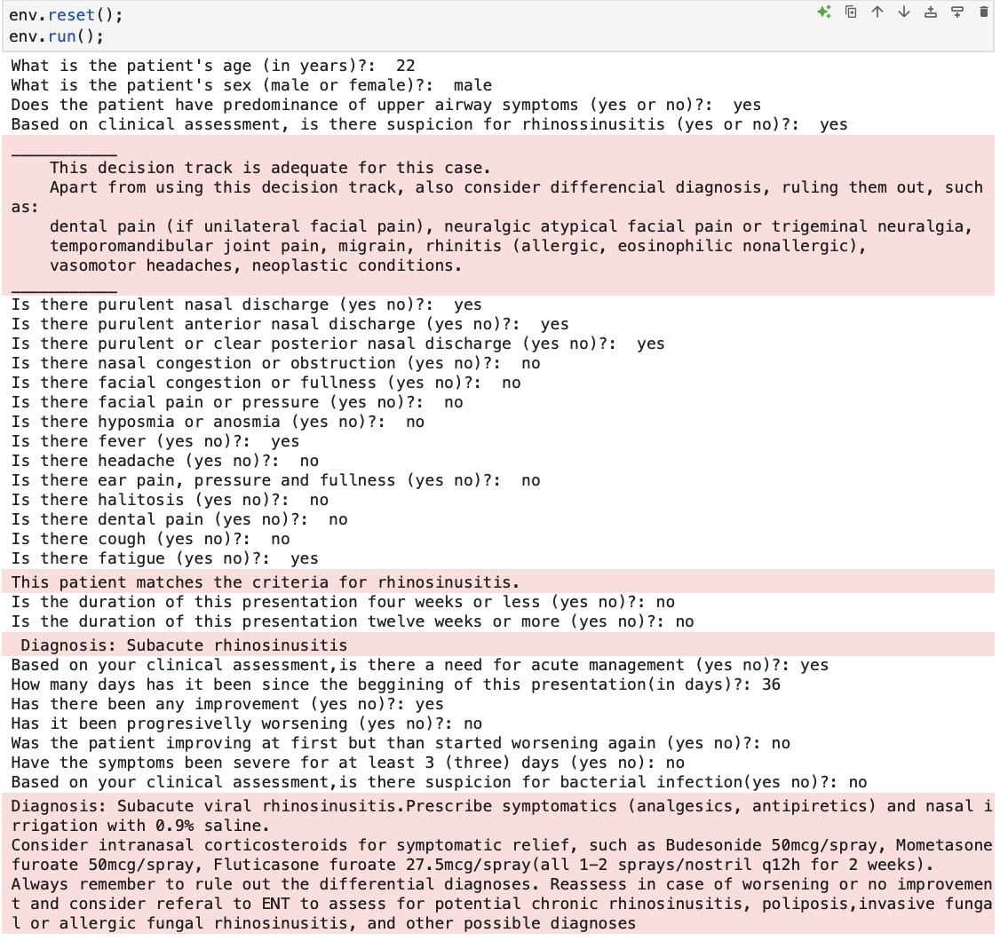 env.reset();
env.run();
What is the patient's age (in years)?:  22
What is the patient's sex (male or female)?:  male
Does the patient have predominance of upper airway symptoms (yes or no)?:  yes
Based on clinical assessment, is there suspicion for rhinossinusitis (yes or no)?:  yes
___________
    This decision track is adequate for this case.
    Apart from using this decision track, also consider differencial diagnosis, ruling them out, such
as:
    dental pain (if unilateral facial pain), neuralgic atypical facial pain or trigeminal neuralgia,
    temporomandibular joint pain, migrain, rhinitis (allergic, eosinophilic nonallergic),
    vasomotor headaches, neoplastic conditions.
___________
Is there purulent nasal discharge (yes no)?:  yes
Is there purulent anterior nasal discharge (yes no)?:  yes
Is there purulent or clear posterior nasal discharge (yes no)?:  yes
Is there nasal congestion or obstruction (yes no)?:  no
Is there facial congestion or fullness (yes no)?:  no
Is there facial pain or pressure (yes no)?:  no
Is there hyposmia or anosmia (yes no)?:  no
Is there fever (yes no)?:  yes
Is there headache (yes no)?:  no
Is there ear pain, pressure and fullness (yes no)?:  no
Is there halitosis (yes no)?:  no
Is there dental pain (yes no)?:  no
Is there cough (yes no)?:  no
Is there fatigue (yes no)?:  yes
This patient matches the criteria for rhinosinusitis.
Is the duration of this presentation four weeks or less (yes no)?: no
Is the duration of this presentation twelve weeks or more (yes no)?: no
 Diagnosis: Subacute rhinosinusitis
Based on your clinical assessment,is there a need for acute management (yes no)?: yes
How many days has it been since the beggining of this presentation(in days)?: 36
Has there been any improvement (yes no)?: yes
Has it been progresivelly worsening (yes no)?: no
Was the patient improving at first but than started worsening again (yes no)?: no
Have the symptoms been severe for at least 3 (three) days (yes no): no
Based on your clinical assessment,is there suspicion for bacterial infection(yes no)?: no
Diagnosis: Subacute viral rhinosinusitis.Prescribe symptomatics (analgesics, antipiretics) and nasal i
rrigation with 0.9% saline.
Consider intranasal corticosteroids for symptomatic relief, such as Budesonide 50mcg/spray, Mometasone
furoate 50mcg/spray, Fluticasone furoate 27.5mcg/spray(all 1-2 sprays/nostril q12h for 2 weeks).
Always remember to rule out the differential diagnoses. Reassess in case of worsening or no improvemen
t and consider referal to ENT to assess for potential chronic rhinosinusitis, poliposis,invasive funga
l or allergic fungal rhinosinusitis, and other possible diagnoses